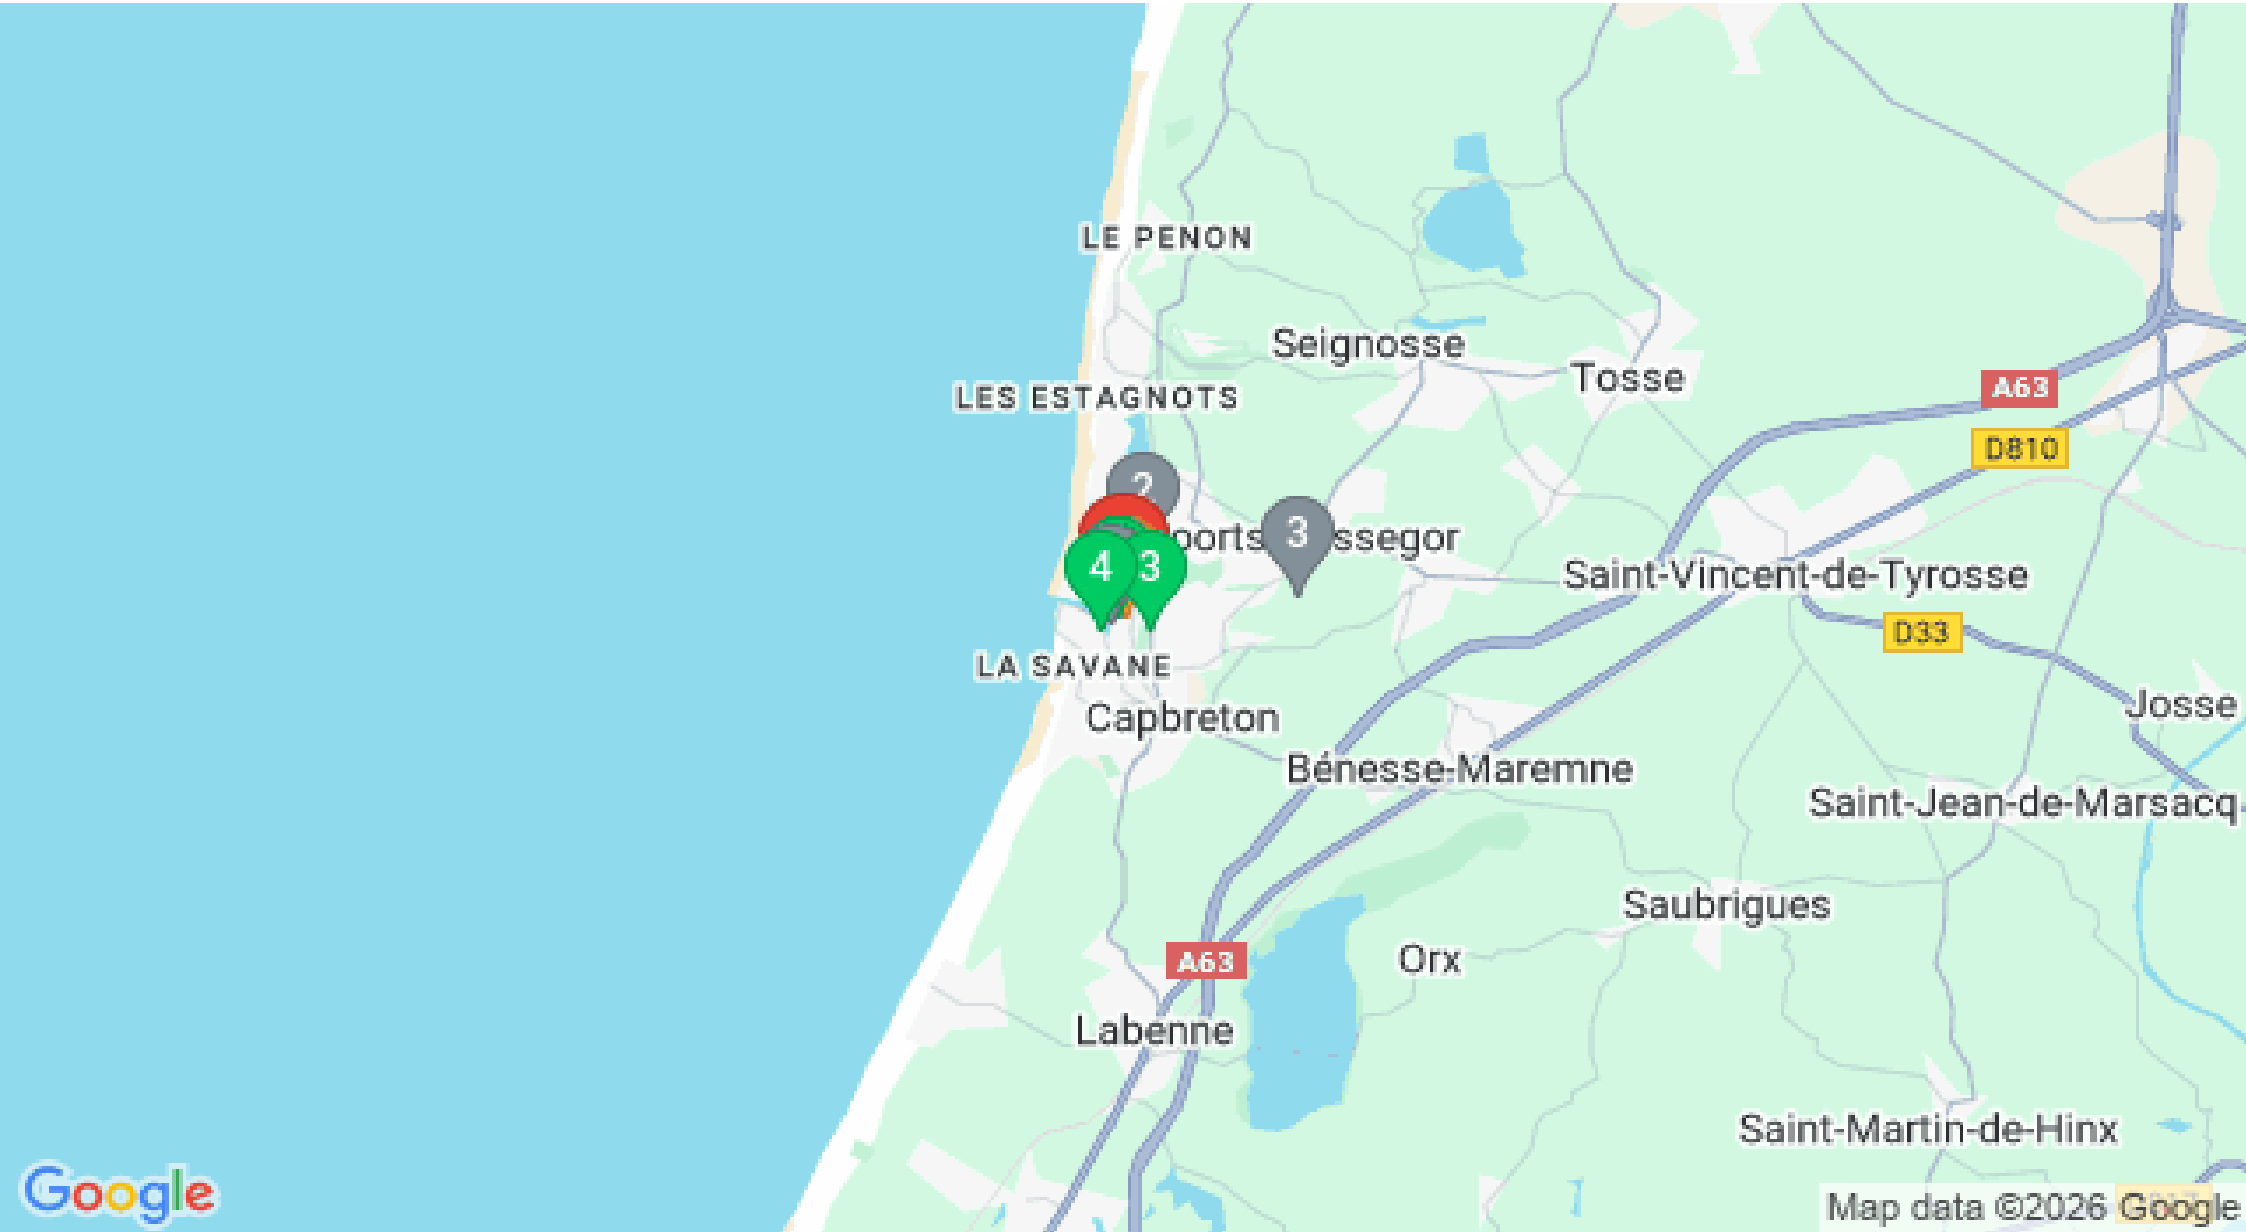 LE PENON
Seignosse
Tosse
A63
LES ESTAGNOTS
D810
2
3
ports
ssegor
4
3
Saint-Vincent-de-Tyrosse
D33
LA SAVANE
Josse
Capbreton
Bénesse-Maremne
Saint-Jean-de-Marsacq
Saubrigues
A63
Orx
Labenne
Saint-Martin-de-Hinx
Google
Map data ©2026 Google